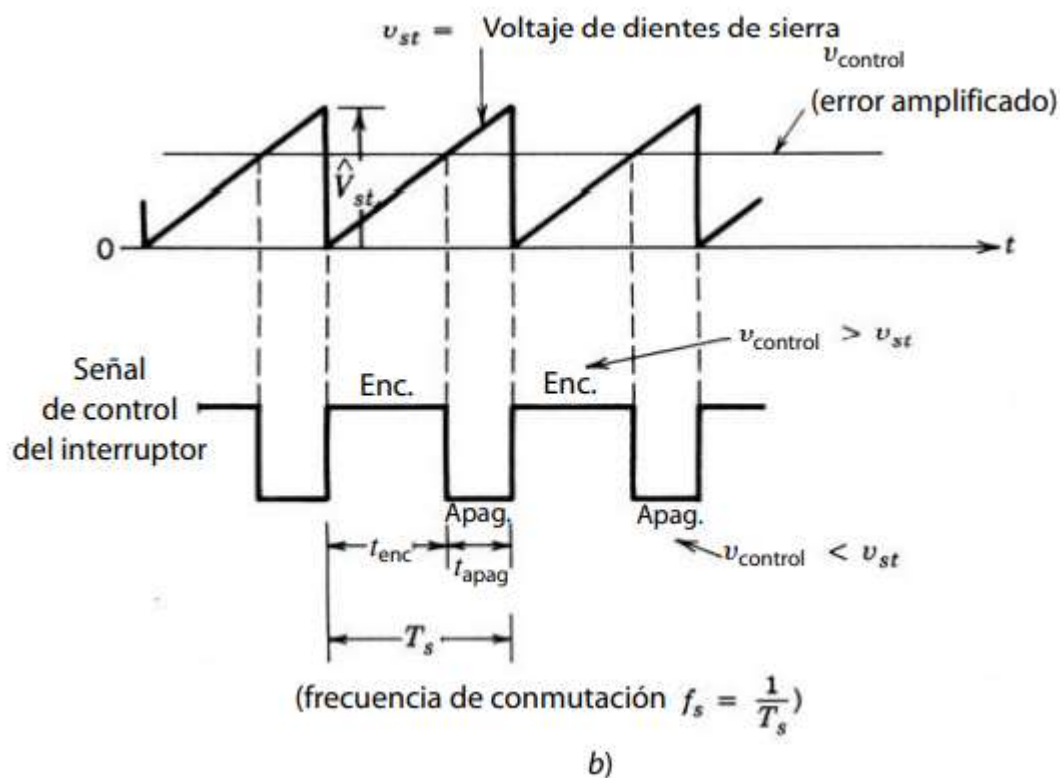 v_st = Voltaje de dientes de sierra
v_control
(error amplificado)
V̂_st
0
t
v_control > v_st
Señal
de control
del interruptor
Enc.
Enc.
Apag.
Apag.
t_enc
t_apag
v_control < v_st
T_s
(frecuencia de conmutación f_s = 1/T_s)
b)